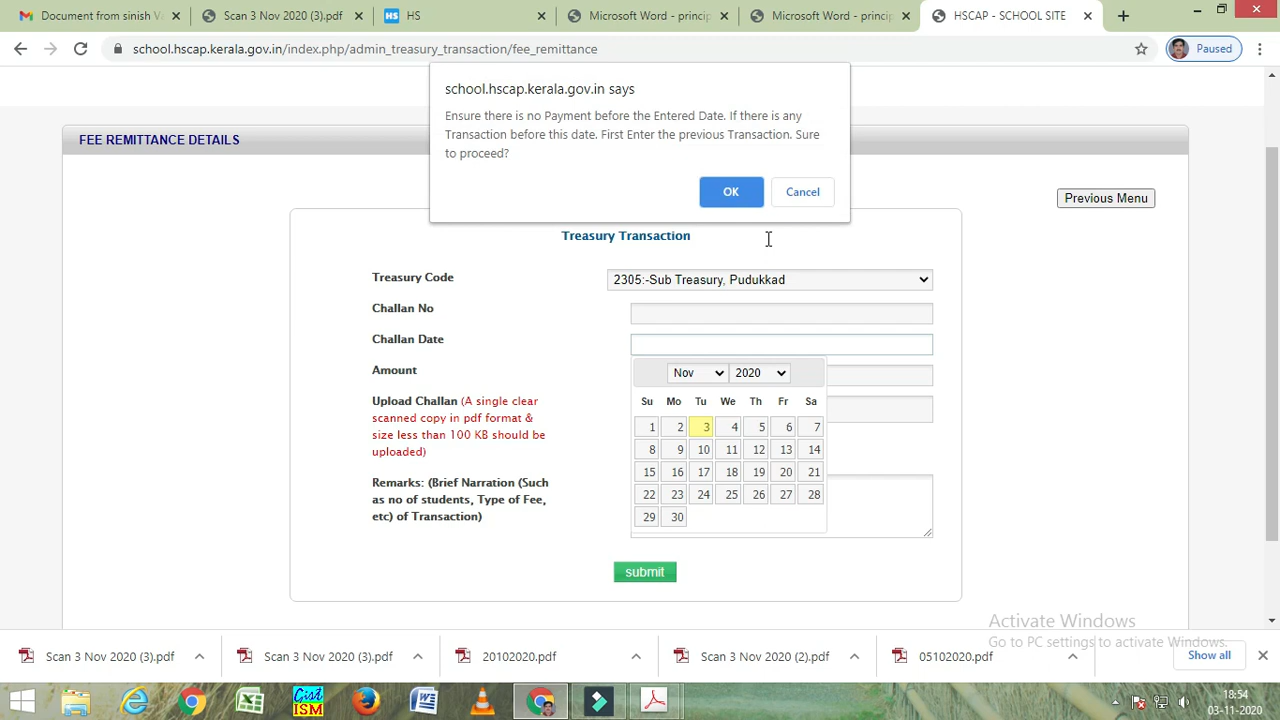 Document from sinish V
Scan 3 Nov 2020 (3).pdf
HS
HS
Microsoft Word - princip
Microsoft Word - princip
HSCAP - SCHOOL SITE
school.hscap.kerala.gov.in/index.php/admin_treasury_transaction/fee_remittance
Paused
school.hscap.kerala.gov.in says
Ensure there is no Payment before the Entered Date. If there is any
Transaction before this date. First Enter the previous Transaction. Sure
to proceed?
OK
Cancel
FEE REMITTANCE DETAILS
Previous Menu
Treasury Transaction
Treasury Code
2305:-Sub Treasury, Pudukkad
Challan No
Challan Date
Amount
Nov 2020
Su Mo Tu We Th Fr Sa
1 2 3 4 5 6 7
8 9 10 11 12 13 14
15 16 17 18 19 20 21
22 23 24 25 26 27 28
29 30
Upload Challan (A single clear
scanned copy in pdf format &
size less than 100 KB should be
uploaded)
Remarks: (Brief Narration (Such
as no of students, Type of Fee,
etc) of Transaction)
submit
Activate Windows
Go to PC settings to activate Windows.
Scan 3 Nov 2020 (3).pdf
Scan 3 Nov 2020 (3).pdf
05102020.pdf
Scan 3 Nov 2020 (2).pdf
05102020.pdf
Show all
Gist
ISM
18:54
03-11-2020